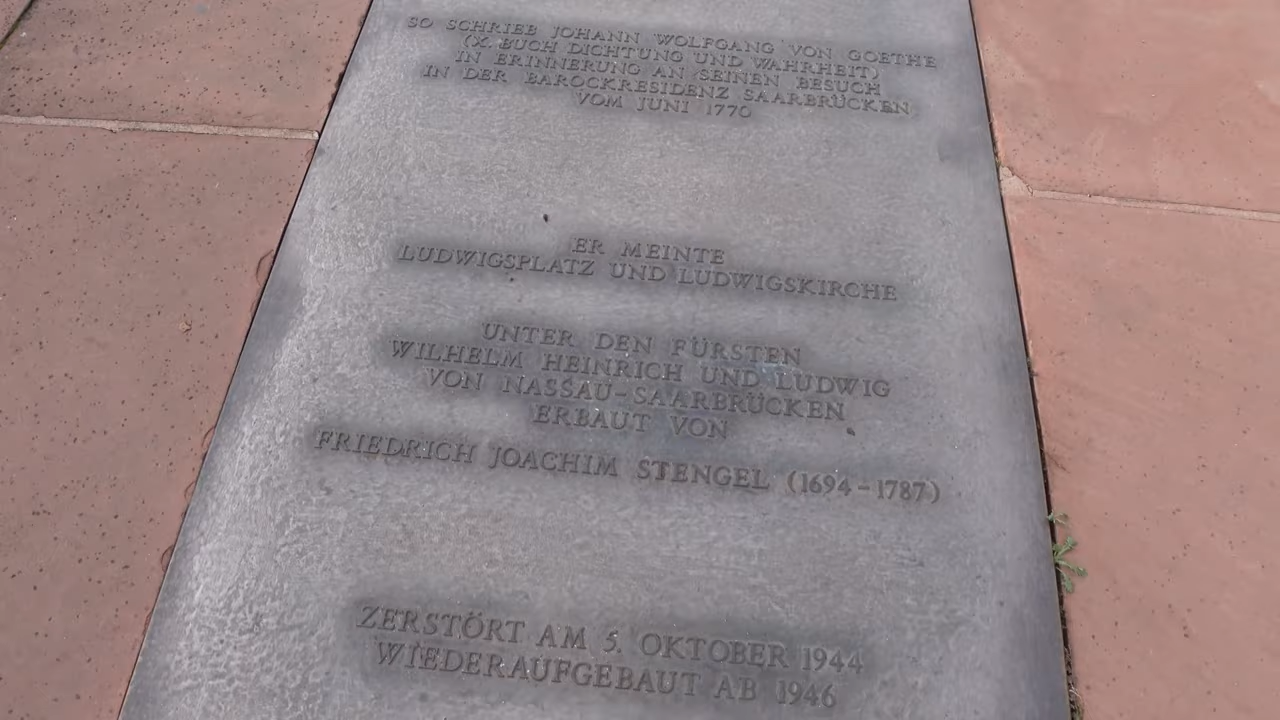 SO SCHRIEB JOHANN WOLFGANG VON GOETHE
(X. BUCH DICHTUNG UND WAHRHEIT)
IN ERINNERUNG AN SEINEN BESUCH
IN DER BAROCKRESIDENZ SAARBRÜCKEN
VOM JUNI 1770
ER MEINTE
LUDWIGSPLATZ UND LUDWIGSKIRCHE
UNTER DEN FÜRSTEN
WILHELM HEINRICH UND LUDWIG
VON NASSAU-SAARBRÜCKEN
ERBAUT VON
FRIEDRICH JOACHIM STENGEL (1694-1787)
ZERSTÖRT AM 5. OKTOBER 1944
WIEDERAUFGEBAUT AB 1946